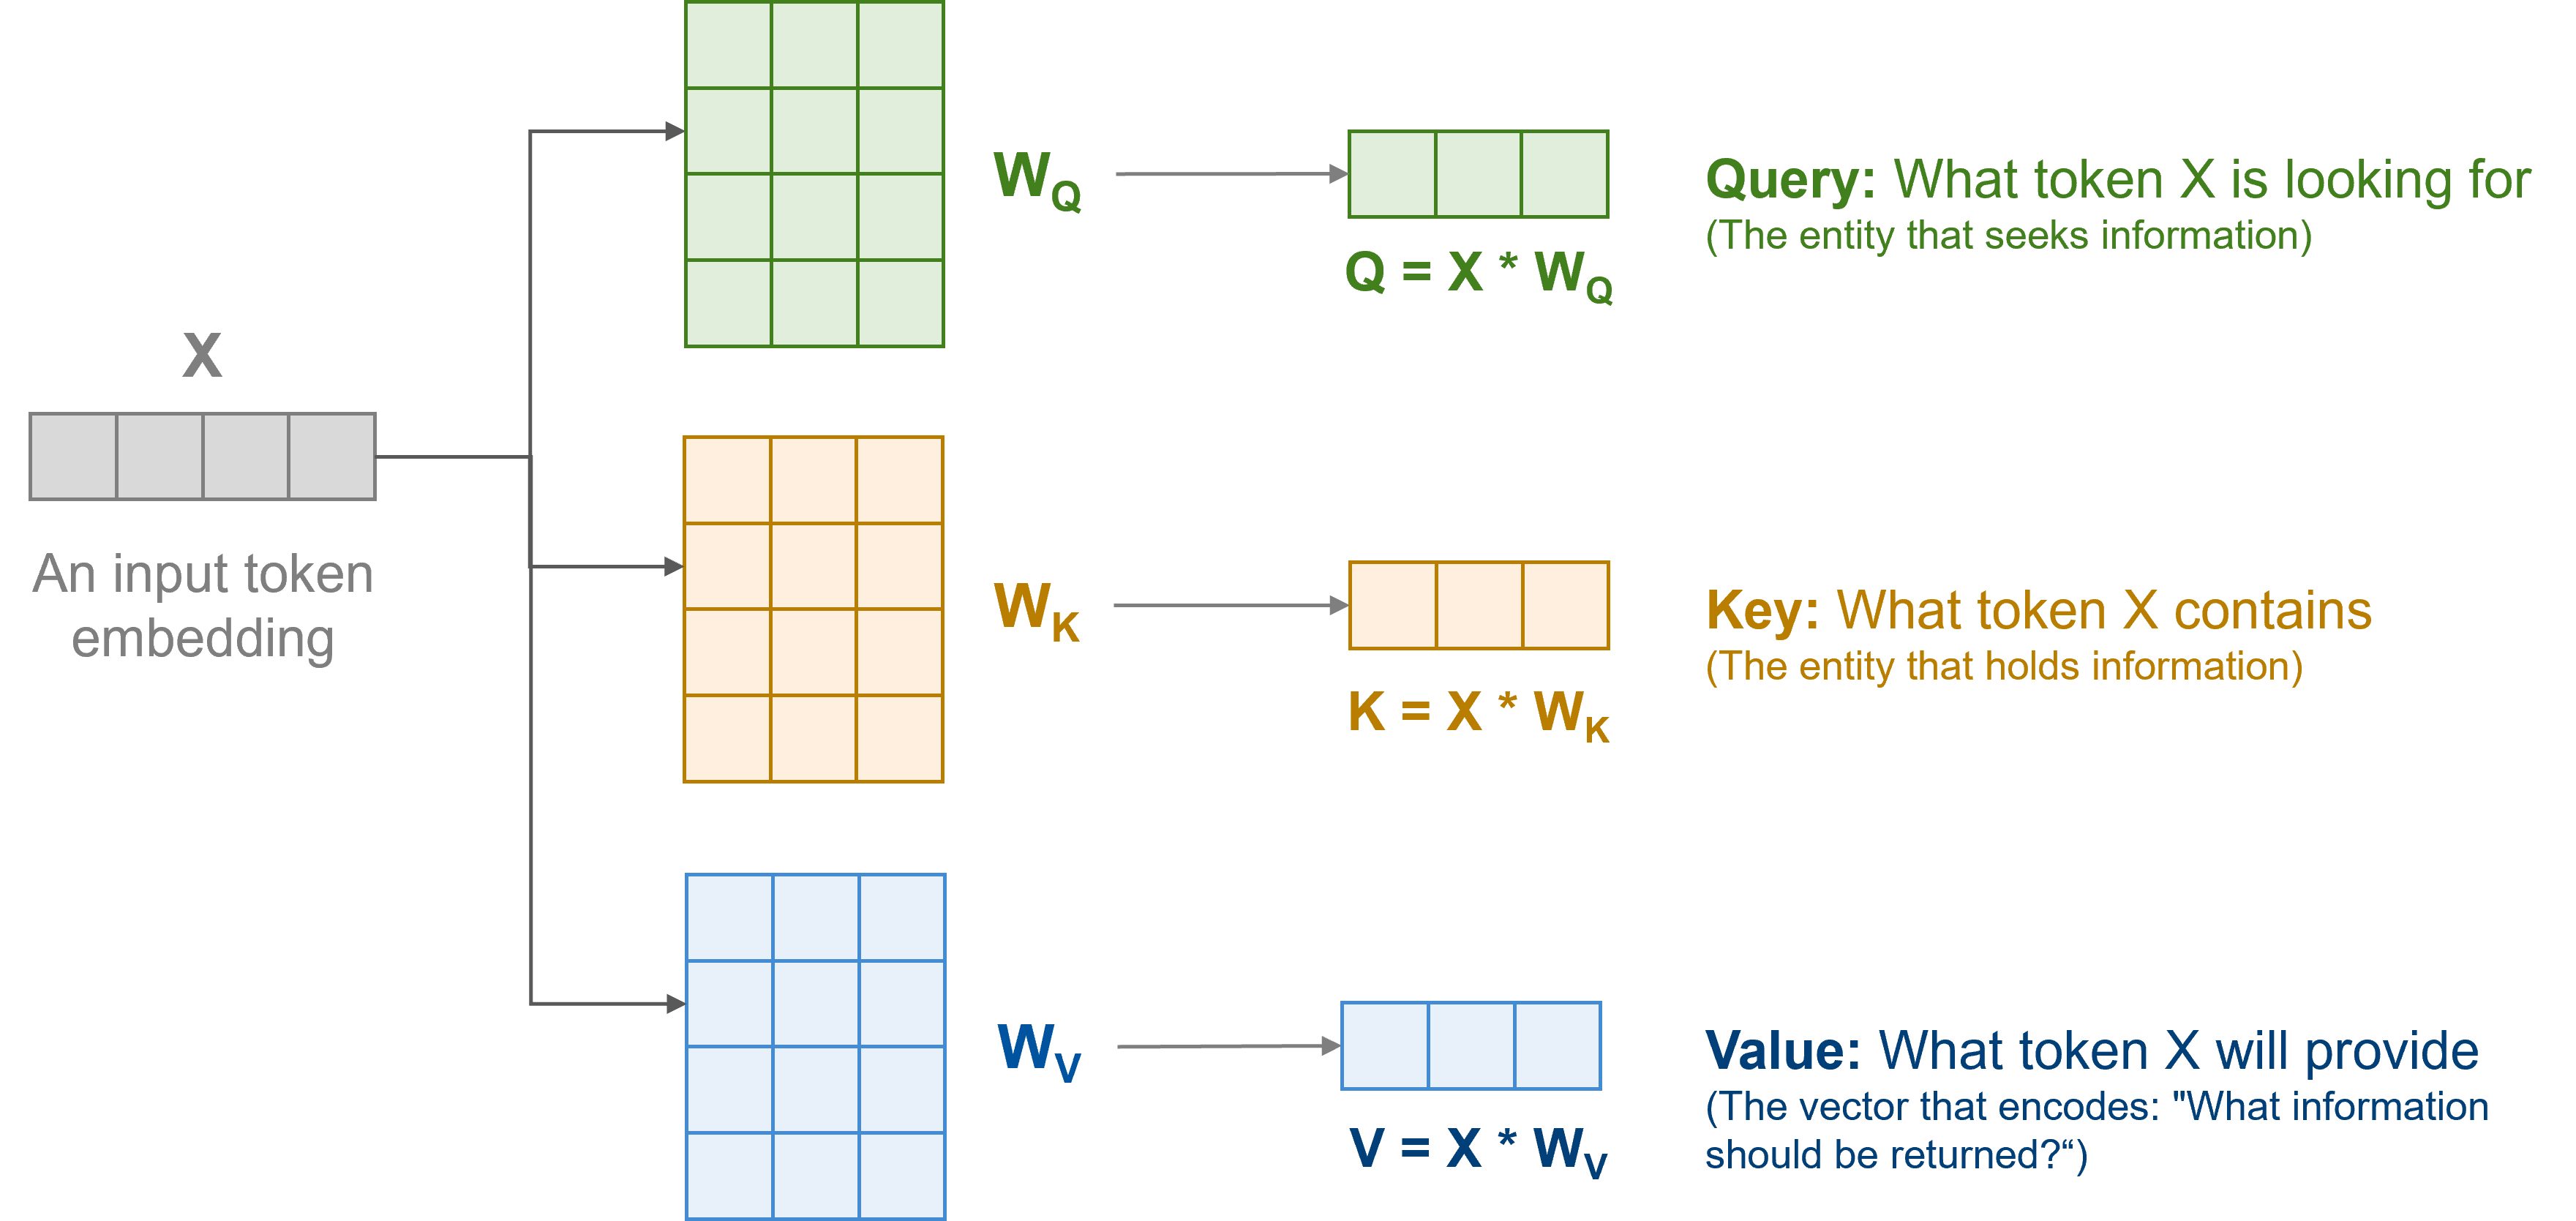 X
An input token
embedding
W_Q
Q = X * W_Q
Query: What token X is looking for
(The entity that seeks information)
W_K
K = X * W_K
Key: What token X contains
(The entity that holds information)
W_V
V = X * W_V
Value: What token X will provide
(The vector that encodes: "What information
should be returned?“)